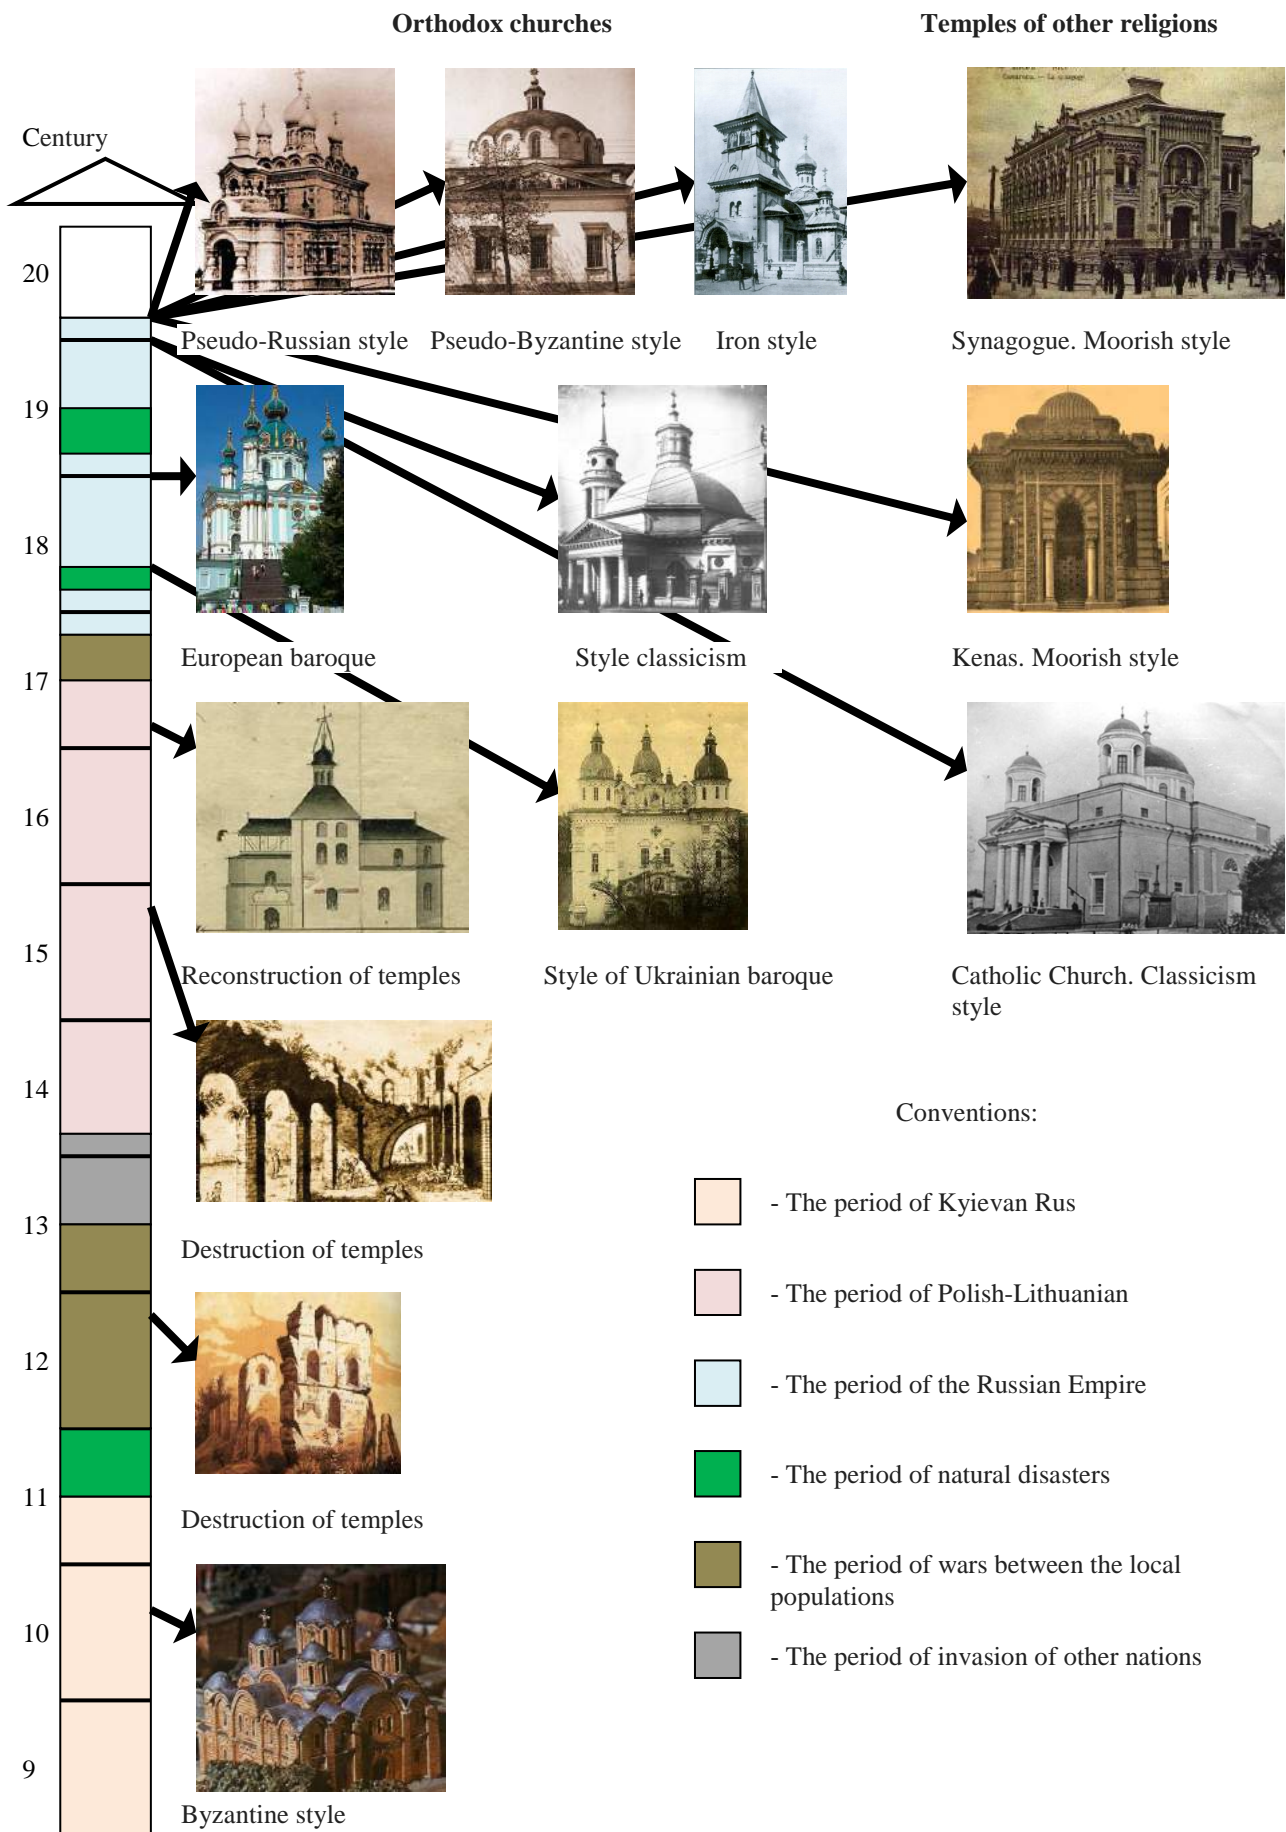 Orthodox churches
Temples of other religions
Century
20
Pseudo-Russian style
Pseudo-Byzantine style
Iron style
Synagogue. Moorish style
19
18
European baroque
Style classicism
Kenas. Moorish style
17
16
15
Reconstruction of temples
Style of Ukrainian baroque
Catholic Church. Classicism
style
14
Conventions:
- The period of Kyievan Rus
13
Destruction of temples
- The period of Polish-Lithuanian
12
- The period of the Russian Empire
- The period of natural disasters
11
Destruction of temples
- The period of wars between the local
populations
10
- The period of invasion of other nations
9
Byzantine style